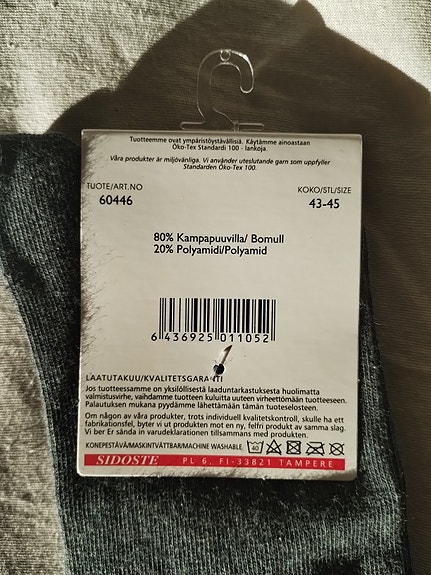 Tuotteemme ovat ympäristöystävällisiä. Käytämme ainoastaan
Öko-Tex Standardi 100 - lankoja.
Våra produkter är miljövänliga. Vi använder uteslutande garn som uppfyller
Standarden Öko-Tex 100.
TUOTE/ART.NO KOKO/STL/SIZE
60446 43-45
80% Kampapuuvilla/ Bomull
20% Polyamidi/Polyamid
6 436925 011052
LAATUTAKUU/KVALITETSGARANTI
Jos tuotteessamme on yksilöllisestä laaduntarkastuksesta huolimatta
valmistusvirhe, vaihdamme tuotteen kuluitta uuteen virheettömään tuotteeseen.
Palautuksen mukana pyydämme lähettämään tämän tuoteselosteen.
Om någon av våra produkter, trots individuell kvalitetskontroll, skulle ha ett
fabrikationsfel, byter vi ut produkten mot en ny, felfri produkt av samma slag.
Vi ber Er sända in varudeklarationen tillsammans med produkten.
KONEPESTÄVÄ/MASKINTVÄTTBAR/MACHINE WASHABLE 40
SIDOSTE PL 6, FI-33821 TAMPERE